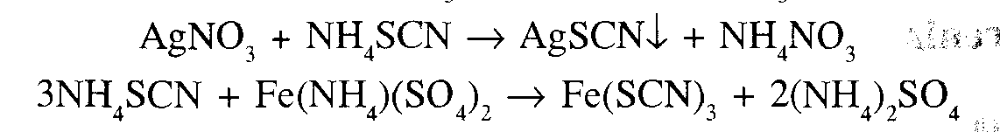 AgNO₃ + NH₄SCN → AgSCN↓ + NH₄NO₃
3NH₄SCN + Fe(NH₄)(SO₄)₂ → Fe(SCN)₃ + 2(NH₄)₂SO₄